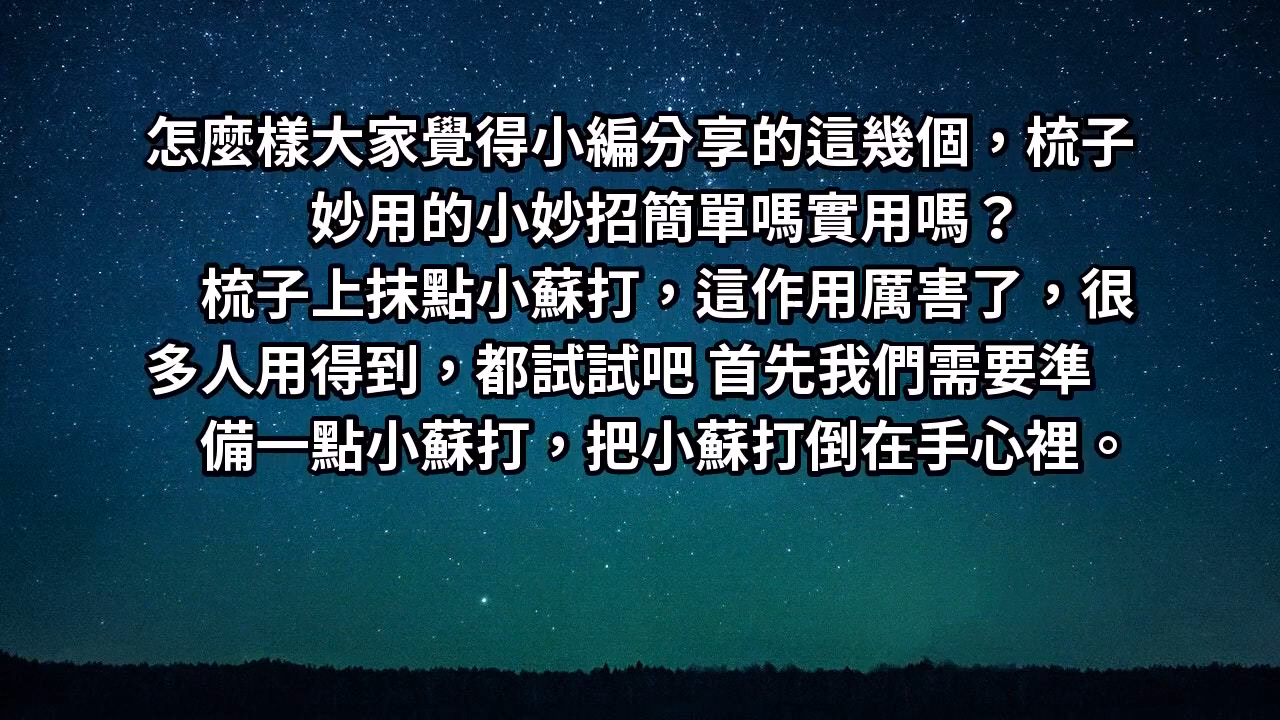 怎麼樣大家覺得小編分享的這幾個，梳子
妙用的小妙招簡單嗎實用嗎？
梳子上抹點小蘇打，這作用厲害了，很
多人用得到，都試試吧 首先我們需要準
備一點小蘇打，把小蘇打倒在手心裡。